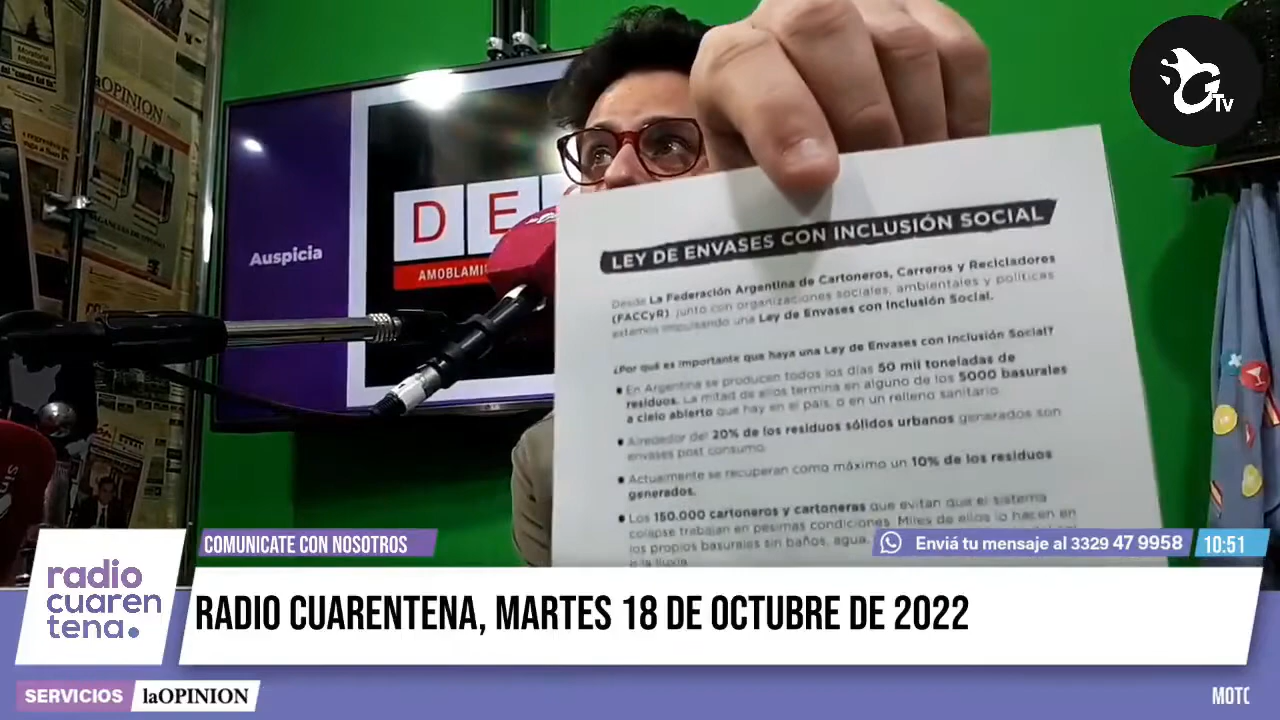 laOPINION
G
TV
Auspicia
DE
AMOBLAMI
LEY DE ENVASES CON INCLUSIÓN SOCIAL
Desde La Federación Argentina de Cartoneros, Carreros y Recicladores
(FACCyR), junto con organizaciones sociales, ambientales y políticas
estamos impulsando una Ley de Envases con Inclusión Social.
¿Por qué es importante que haya una Ley de Envases con Inclusión Social?
En Argentina se producen todos los días 50 mil toneladas de
residuos. La mitad de ellos termina en alguno de los 5000 basurales
a cielo abierto que hay en el país, o en un relleno sanitario.
Alrededor del 20% de los residuos sólidos urbanos generados son
envases post consumo.
Actualmente se recuperan como máximo un 10% de los residuos
generados.
Los 150.000 cartoneros y cartoneras que evitan que el sistema
colapse trabajan en pésimas condiciones. Miles de ellos lo hacen en
los propios basurales sin baños, agua,
a la lluvia.
COMUNICATE CON NOSOTROS
Enviá tu mensaje al 3329 47 9958
10:51
radio
cuaren
tena.
RADIO CUARENTENA, MARTES 18 DE OCTUBRE DE 2022
SERVICIOS
laOPINION
MOTO